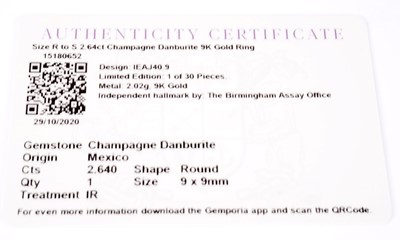 AUTHENTICITY CERTIFICATE
Size R to S 2.64ct Champagne Danburite 9K Gold Ring
15180652
Design: IEAJ40.9
Limited Edition: 1 of 30 Pieces.
Metal: 2.02g, 9K Gold
Independent hallmark by: The Birmingham Assay Office
29/10/2020
Gemstone Champagne Danburite
Origin Mexico
Cts 2.640 Shape Round
Qty 1 Size 9 x 9mm
Treatment IR
For even more information download the Gemporia app and scan the QRCode.